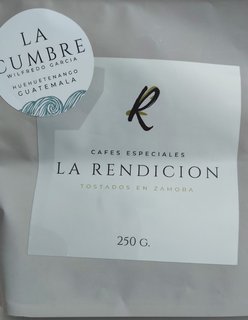 LA
CUMBRE
WILFREDO GARCIA
HUEHUETENANGO
GUATEMALA
R
CAFES ESPECIALES
LA RENDICION
TOSTADOS EN ZAMORA
250 G.